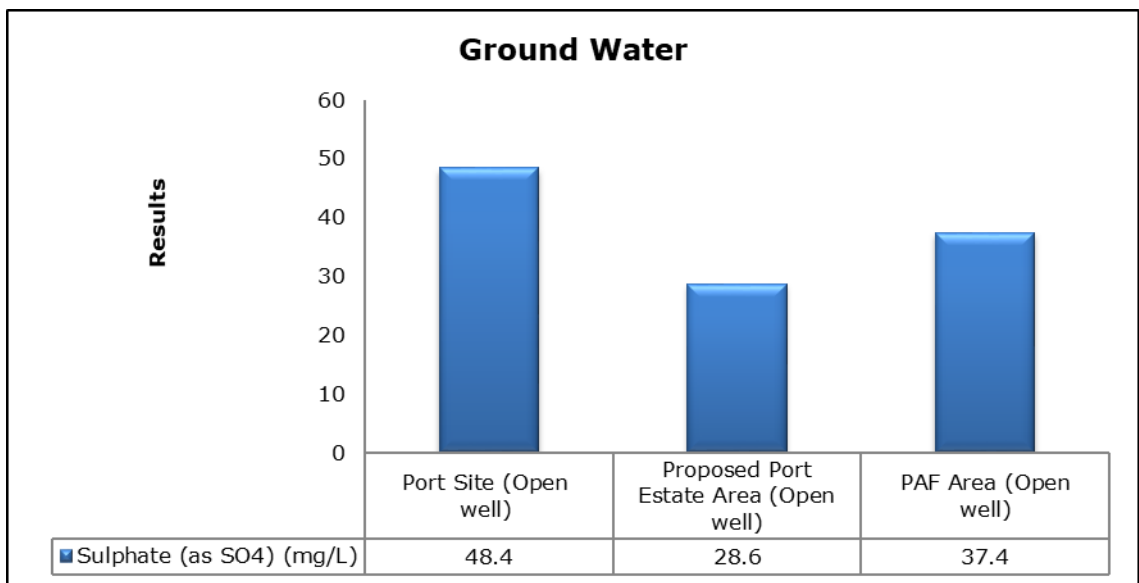 Ground Water
Results
60
50
40
30
20
10
0
Port Site (Open
well)
Proposed Port
Estate Area (Open
well)
PAF Area (Open
well)
Sulphate (as SO4) (mg/L)
48.4
28.6
37.4